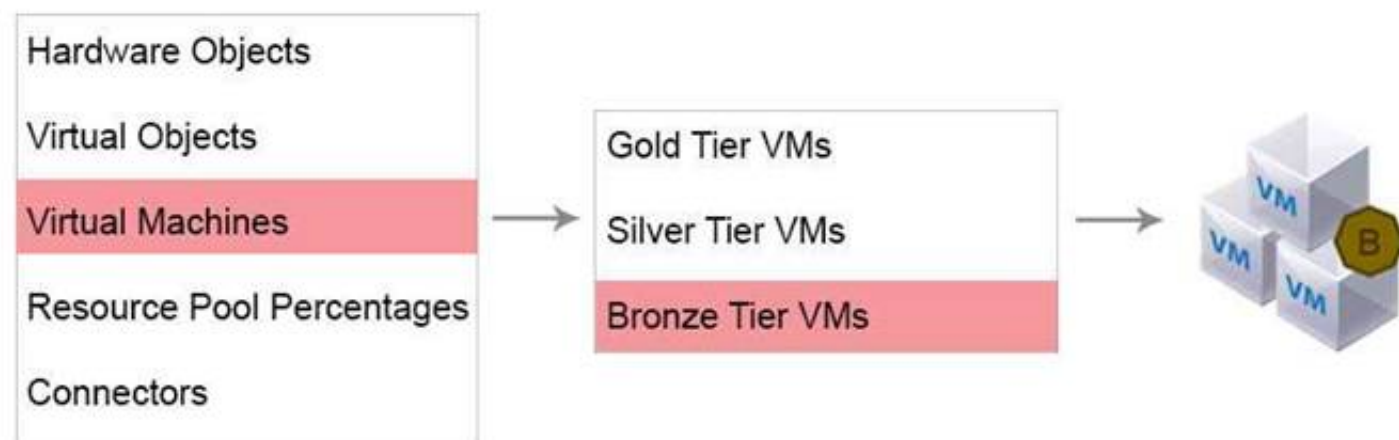 Hardware Objects
Virtual Objects
Virtual Machines
Resource Pool Percentages
Connectors
Gold Tier VMs
Silver Tier VMs
Bronze Tier VMs
VM
VM
VM
B